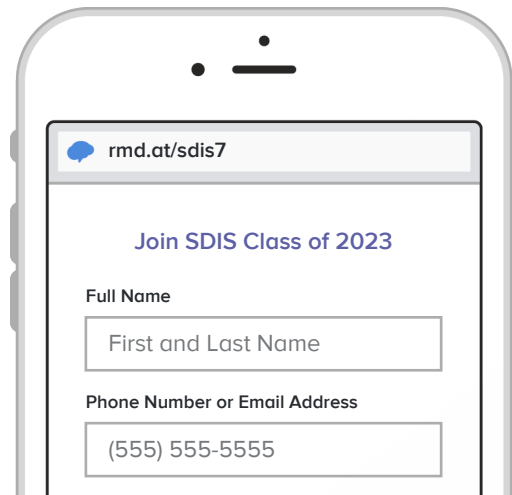 rmd.at/sdis7
Join SDIS Class of 2023
Full Name
First and Last Name
Phone Number or Email Address
(555) 555-5555